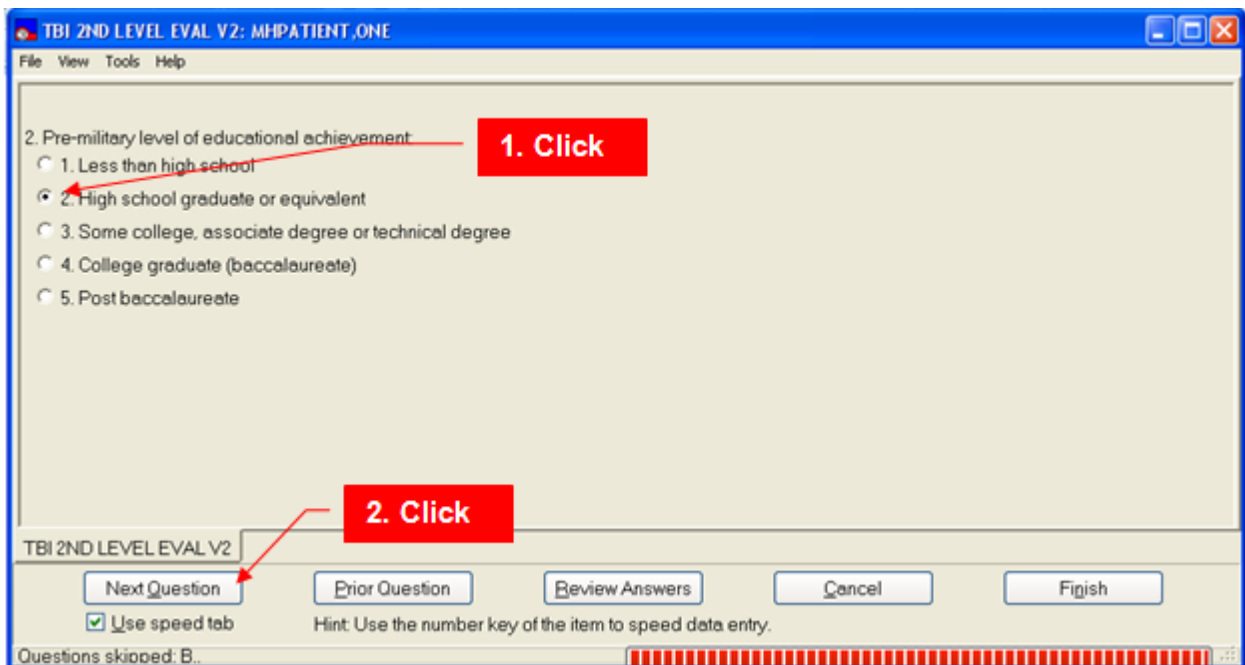 TBI 2ND LEVEL EVAL V2: MHPATIENT,ONE
File View Tools Help
2. Pre-military level of educational achievement:
1. Click
1. Less than high school
2. High school graduate or equivalent
3. Some college, associate degree or technical degree
4. College graduate (baccalaureate)
5. Post baccalaureate
2. Click
TBI 2ND LEVEL EVAL V2
Next Question Prior Question Review Answers Cancel Finish
Use speed tab Hint: Use the number key of the item to speed data entry.
Questions skipped: B..